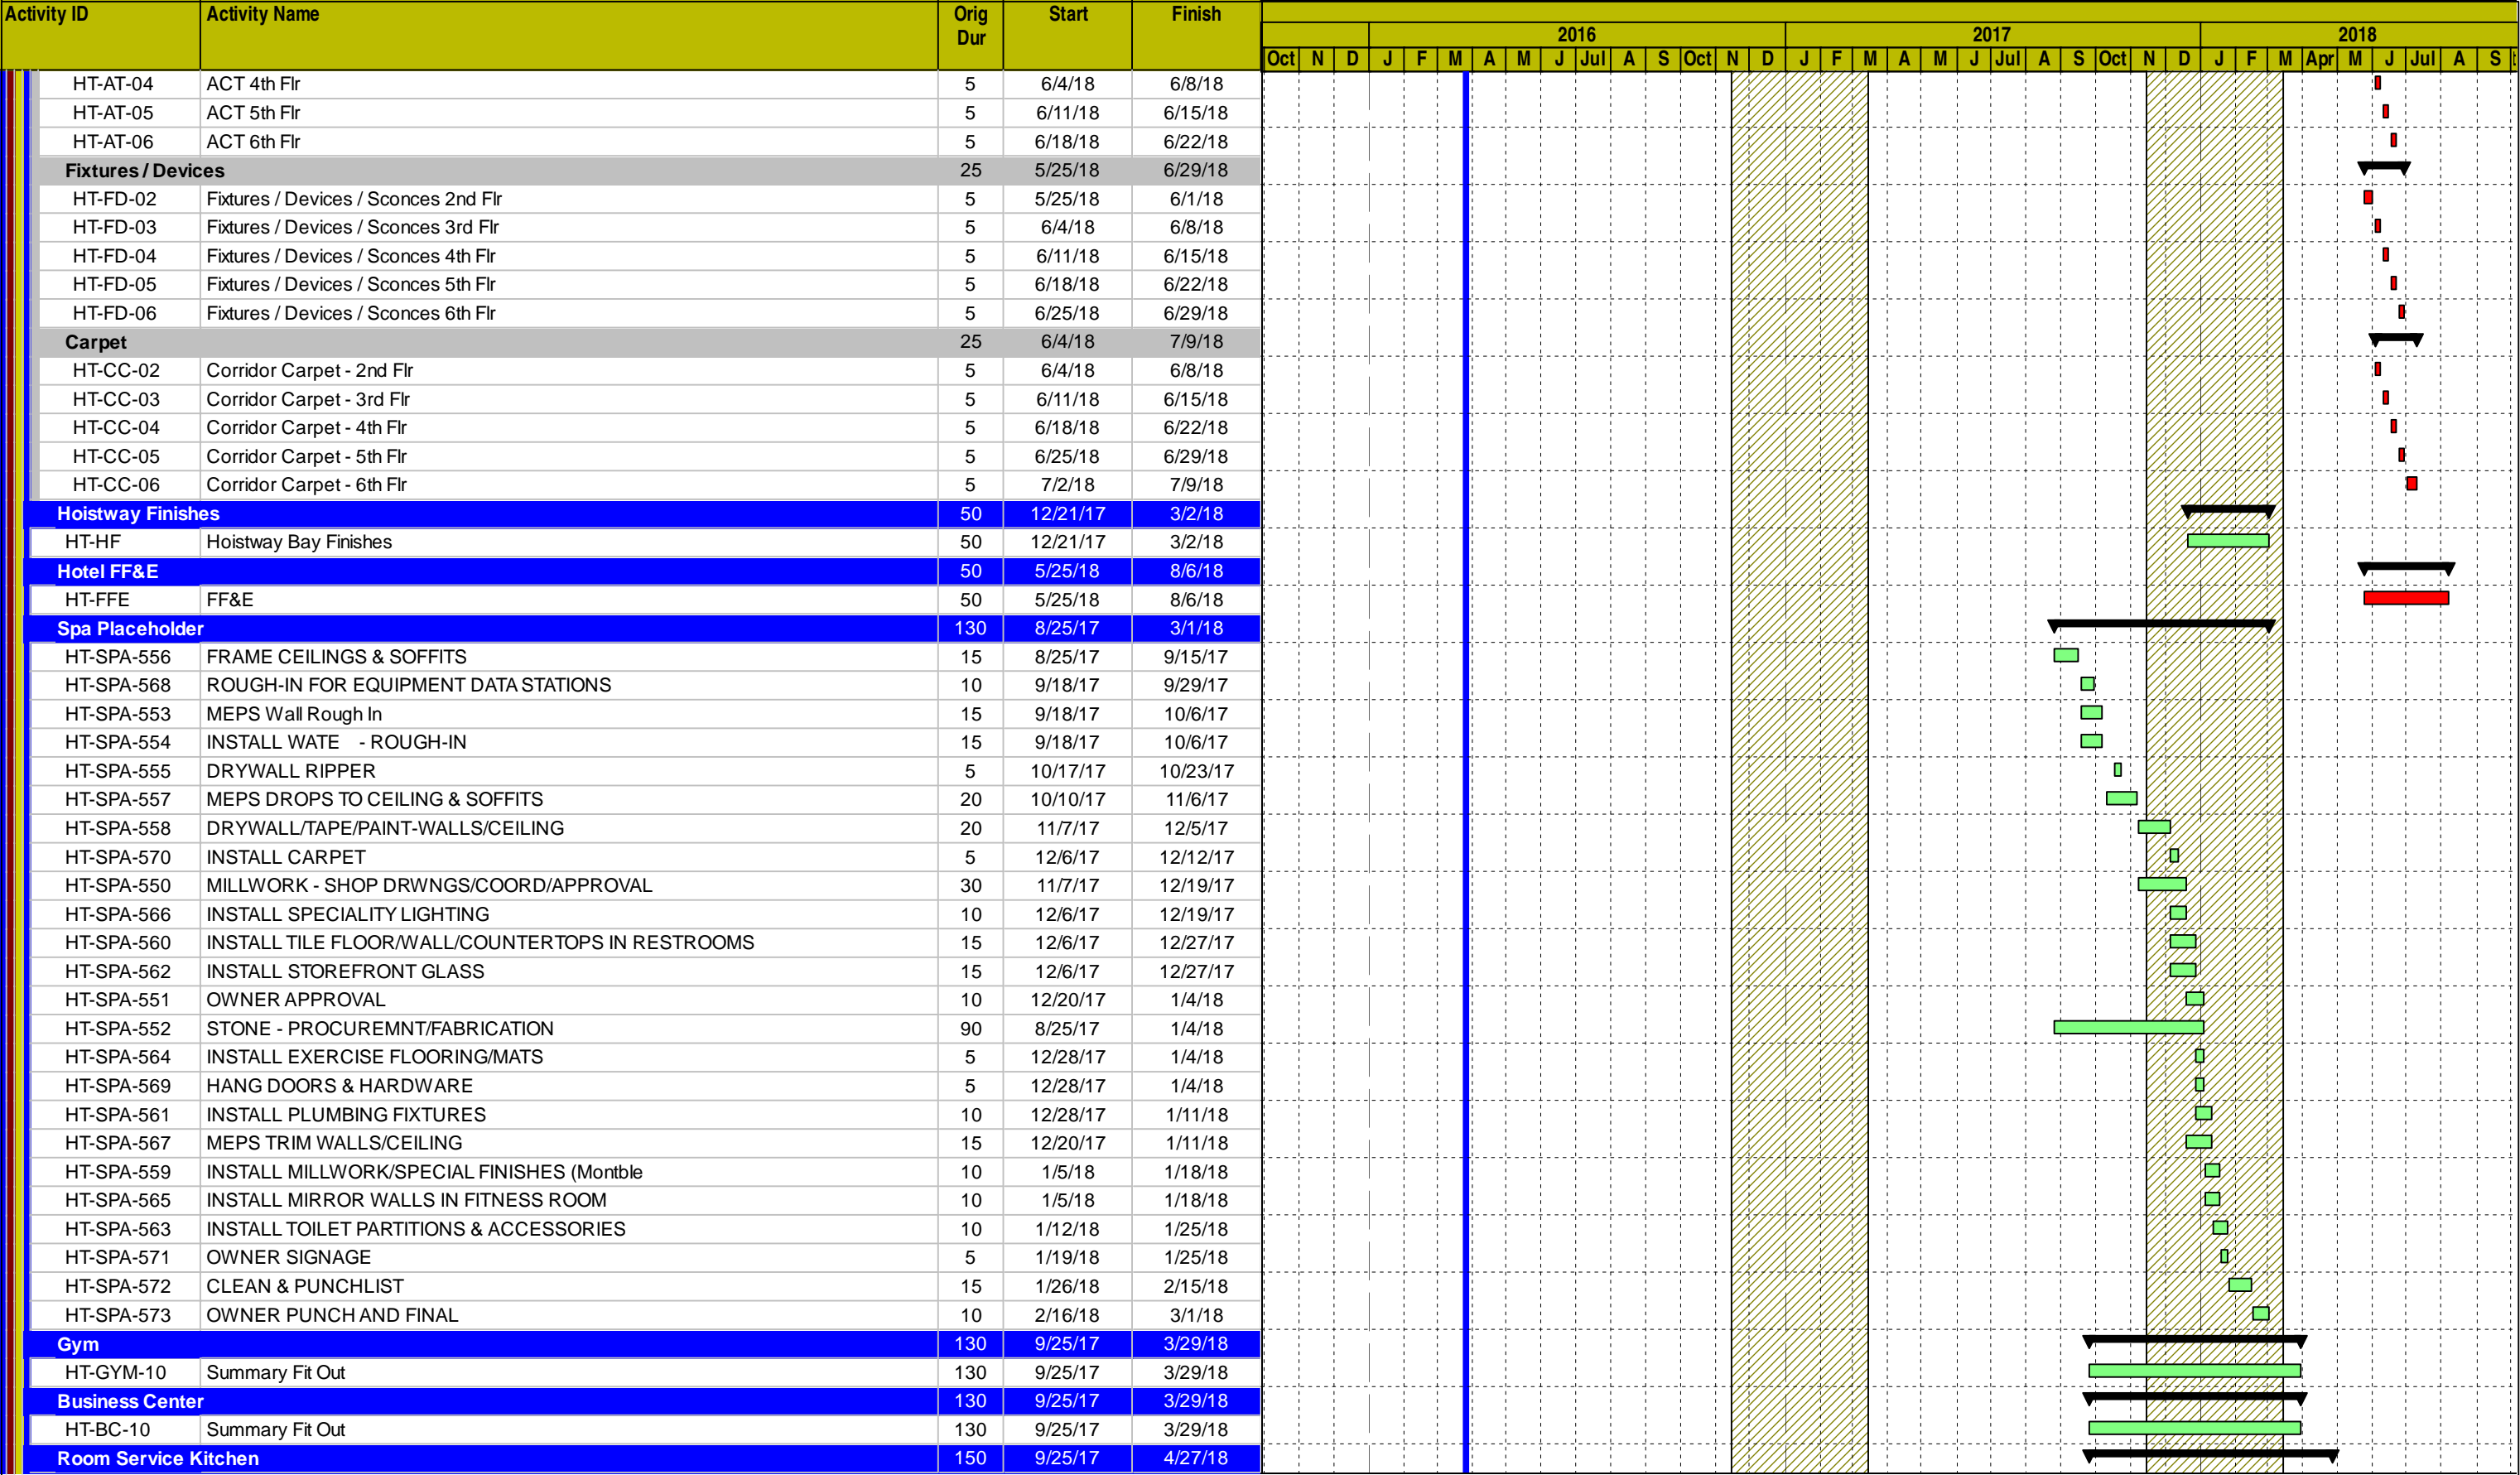 Activity ID Activity Name Orig Dur Start Finish
2016 2017 2018
Oct N D J F M A M J Jul A S Oct N D J F M A M J Jul A S Oct N D J F M Apr M J Jul A S
HT-AT-04 ACT 4th Flr 5 6/4/18 6/8/18
HT-AT-05 ACT 5th Flr 5 6/11/18 6/15/18
HT-AT-06 ACT 6th Flr 5 6/18/18 6/22/18
Fixtures / Devices 25 5/25/18 6/29/18
HT-FD-02 Fixtures / Devices / Sconces 2nd Flr 5 5/25/18 6/1/18
HT-FD-03 Fixtures / Devices / Sconces 3rd Flr 5 6/4/18 6/8/18
HT-FD-04 Fixtures / Devices / Sconces 4th Flr 5 6/11/18 6/15/18
HT-FD-05 Fixtures / Devices / Sconces 5th Flr 5 6/18/18 6/22/18
HT-FD-06 Fixtures / Devices / Sconces 6th Flr 5 6/25/18 6/29/18
Carpet 25 6/4/18 7/9/18
HT-CC-02 Corridor Carpet - 2nd Flr 5 6/4/18 6/8/18
HT-CC-03 Corridor Carpet - 3rd Flr 5 6/11/18 6/15/18
HT-CC-04 Corridor Carpet - 4th Flr 5 6/18/18 6/22/18
HT-CC-05 Corridor Carpet - 5th Flr 5 6/25/18 6/29/18
HT-CC-06 Corridor Carpet - 6th Flr 5 7/2/18 7/9/18
Hoistway Finishes 50 12/21/17 3/2/18
HT-HF Hoistway Bay Finishes 50 12/21/17 3/2/18
Hotel FF&E 50 5/25/18 8/6/18
HT-FFE FF&E 50 5/25/18 8/6/18
Spa Placeholder 130 8/25/17 3/1/18
HT-SPA-556 FRAME CEILINGS & SOFFITS 15 8/25/17 9/15/17
HT-SPA-568 ROUGH-IN FOR EQUIPMENT DATA STATIONS 10 9/18/17 9/29/17
HT-SPA-553 MEPS Wall Rough In 15 9/18/17 10/6/17
HT-SPA-554 INSTALL WATE - ROUGH-IN 15 9/18/17 10/6/17
HT-SPA-555 DRYWALL RIPPER 5 10/17/17 10/23/17
HT-SPA-557 MEPS DROPS TO CEILING & SOFFITS 20 10/10/17 11/6/17
HT-SPA-558 DRYWALL/TAPE/PAINT-WALLS/CEILING 20 11/7/17 12/5/17
HT-SPA-570 INSTALL CARPET 5 12/6/17 12/12/17
HT-SPA-550 MILLWORK - SHOP DRWNGS/COORD/APPROVAL 30 11/7/17 12/19/17
HT-SPA-566 INSTALL SPECIALITY LIGHTING 10 12/6/17 12/19/17
HT-SPA-560 INSTALL TILE FLOOR/WALL/COUNTERTOPS IN RESTROOMS 15 12/6/17 12/27/17
HT-SPA-562 INSTALL STOREFRONT GLASS 15 12/6/17 12/27/17
HT-SPA-551 OWNER APPROVAL 10 12/20/17 1/4/18
HT-SPA-552 STONE - PROCUREMNT/FABRICATION 90 8/25/17 1/4/18
HT-SPA-564 INSTALL EXERCISE FLOORING/MATS 5 12/28/17 1/4/18
HT-SPA-569 HANG DOORS & HARDWARE 5 12/28/17 1/4/18
HT-SPA-561 INSTALL PLUMBING FIXTURES 10 12/28/17 1/11/18
HT-SPA-567 MEPS TRIM WALLS/CEILING 15 12/20/17 1/11/18
HT-SPA-559 INSTALL MILLWORK/SPECIAL FINISHES (Montble 10 1/5/18 1/18/18
HT-SPA-565 INSTALL MIRROR WALLS IN FITNESS ROOM 10 1/5/18 1/18/18
HT-SPA-563 INSTALL TOILET PARTITIONS & ACCESSORIES 10 1/12/18 1/25/18
HT-SPA-571 OWNER SIGNAGE 5 1/19/18 1/25/18
HT-SPA-572 CLEAN & PUNCHLIST 15 1/26/18 2/15/18
HT-SPA-573 OWNER PUNCH AND FINAL 10 2/16/18 3/1/18
Gym 130 9/25/17 3/29/18
HT-GYM-10 Summary Fit Out 130 9/25/17 3/29/18
Business Center 130 9/25/17 3/29/18
HT-BC-10 Summary Fit Out 130 9/25/17 3/29/18
Room Service Kitchen 150 9/25/17 4/27/18